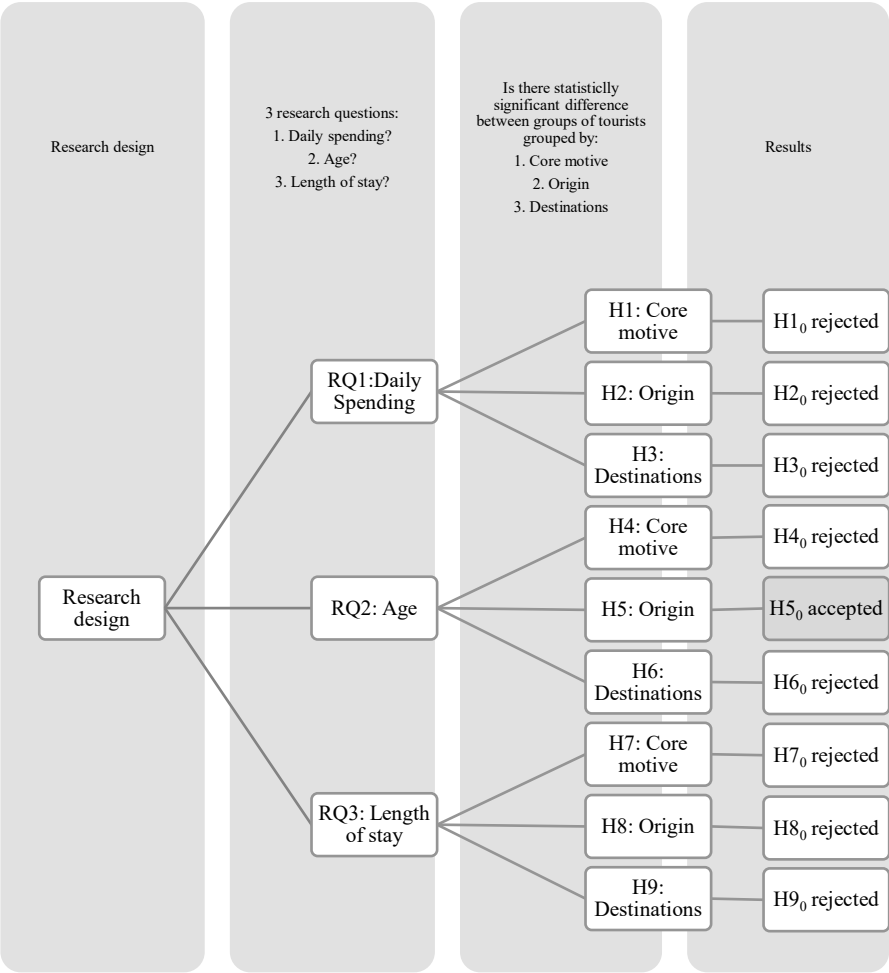 Research design
3 research questions:
1. Daily spending?
2. Age?
3. Length of stay?
Is there statisticlly
significant difference
between groups of tourists
grouped by:
1. Core motive
2. Origin
3. Destinations
Results
Research
design
RQ1:Daily
Spending
H1: Core
motive
H1₀ rejected
H2: Origin
H2₀ rejected
H3:
Destinations
H3₀ rejected
RQ2: Age
H4: Core
motive
H4₀ rejected
H5: Origin
H5₀ accepted
H6:
Destinations
H6₀ rejected
RQ3: Length
of stay
H7: Core
motive
H7₀ rejected
H8: Origin
H8₀ rejected
H9:
Destinations
H9₀ rejected